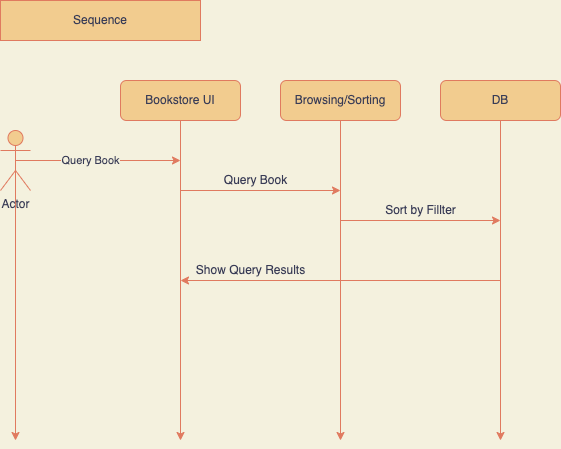 Sequence
Bookstore UI
Browsing/Sorting
DB
Query Book
Query Book
Actor
Sort by Fillter
Show Query Results